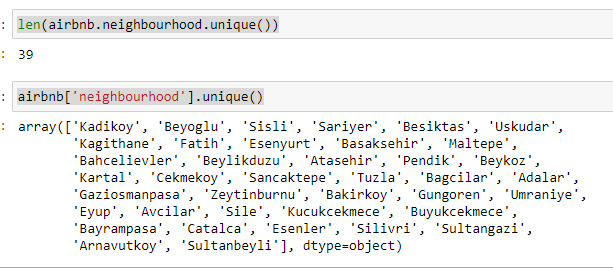 : len(airbnb.neighbourhood.unique())
: 39
: airbnb['neighbourhood'].unique()
: array(['Kadikoy', 'Beyoglu', 'Sisli', 'Sariyer', 'Besiktas', 'Uskudar',
'Kagithane', 'Fatih', 'Esenyurt', 'Basaksehir', 'Maltepe',
'Bahcelievler', 'Beylikduzu', 'Atasehir', 'Pendik', 'Beykoz',
'Kartal', 'Cekmekoy', 'Sancaktepe', 'Tuzla', 'Bagcilar', 'Adalar',
'Gaziosmanpasa', 'Zeytinburnu', 'Bakirkoy', 'Gungoren', 'Umraniye',
'Eyup', 'Avcilar', 'Sile', 'Kucukcekmece', 'Buyukcekmece',
'Bayrampasa', 'Catalca', 'Esenler', 'Silivri', 'Sultangazi',
'Arnavutkoy', 'Sultanbeyli'], dtype=object)